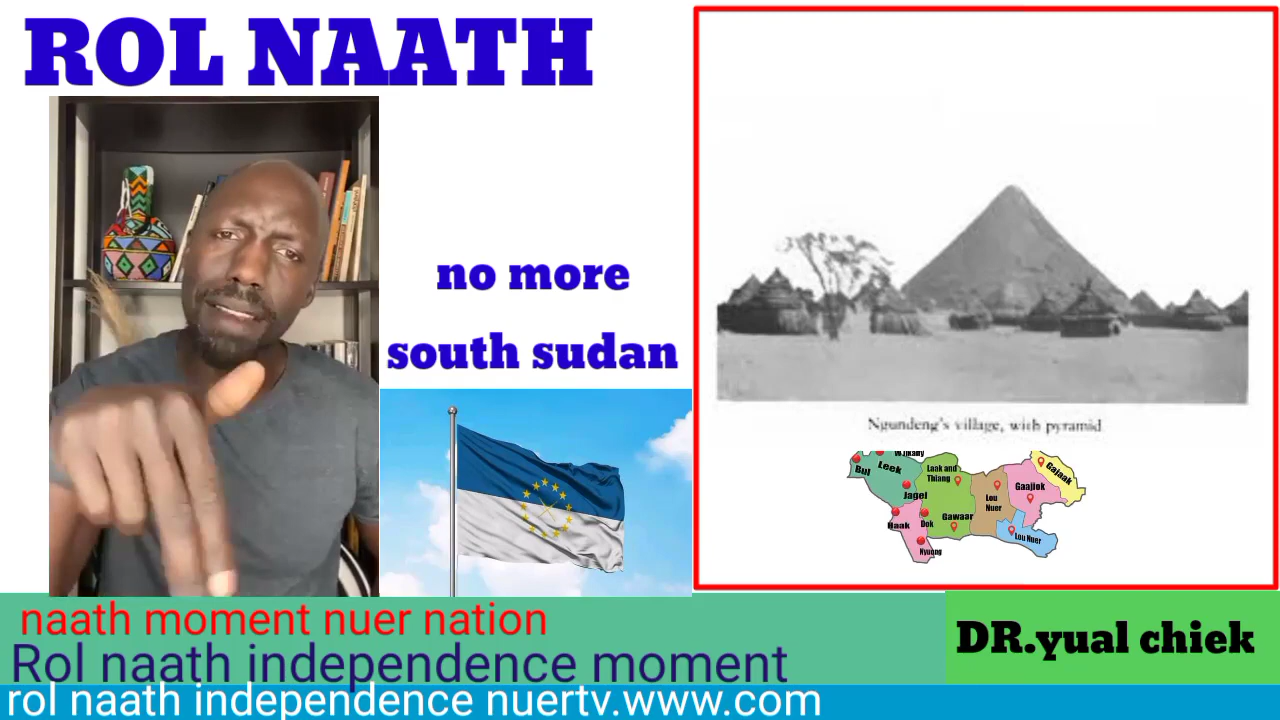 ROL NAATH
no more
south sudan
Ngundeng's village, with pyramid
Bul
Leek
Jagei
Haak
Dok
Nyuong
Laak and
Thiang
Gawaar
Lou
Nuer
Gaajiok
Gajaak
Lou Nuer
naath moment nuer nation
Rol naath independence moment
DR.yual chiek
rol naath independence nuertv.www.com